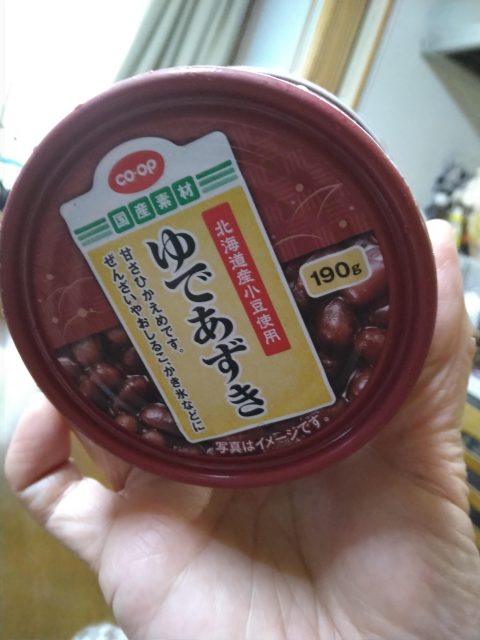 co·op
国産素材
北海道産小豆使用
ゆであずき
甘さひかえめです。
ぜんざいやおしるこ、かき氷などに
190g
写真はイメージです。